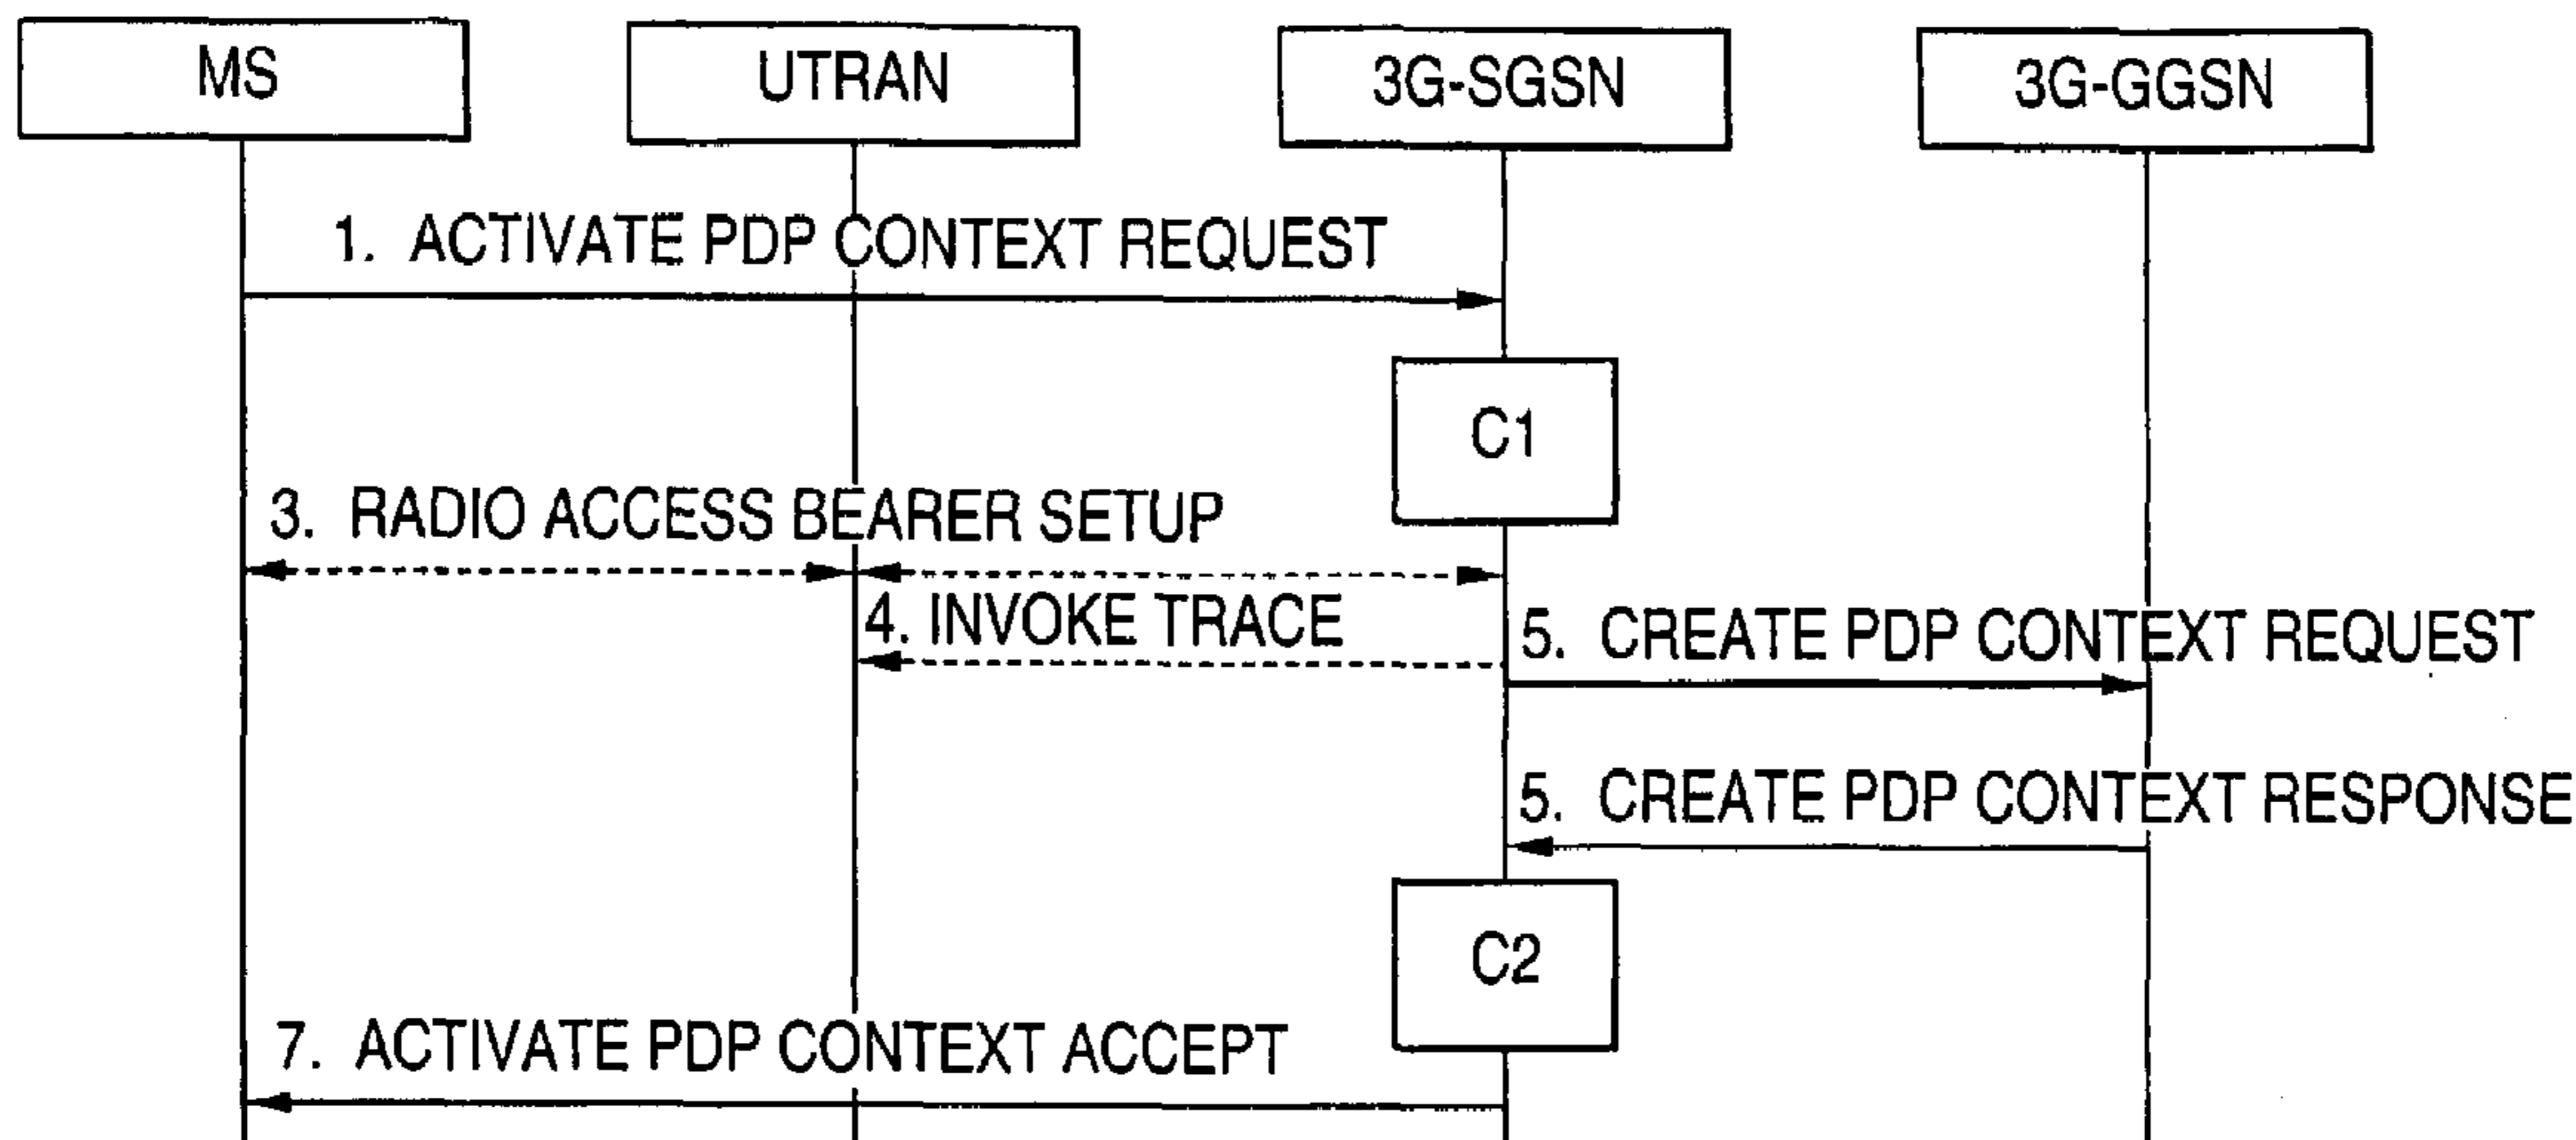 MS
UTRAN
3G-SGSN
3G-GGSN
1. ACTIVATE PDP CONTEXT REQUEST
C1
3. RADIO ACCESS BEARER SETUP
4. INVOKE TRACE
5. CREATE PDP CONTEXT REQUEST
5. CREATE PDP CONTEXT RESPONSE
C2
7. ACTIVATE PDP CONTEXT ACCEPT